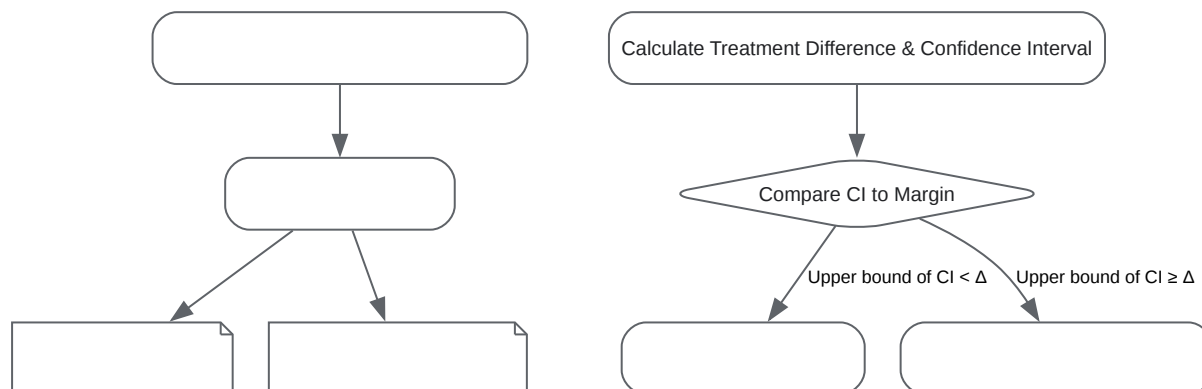 Calculate Treatment Difference & Confidence Interval
Compare CI to Margin
Upper bound of CI < Δ
Upper bound of CI ≥ Δ